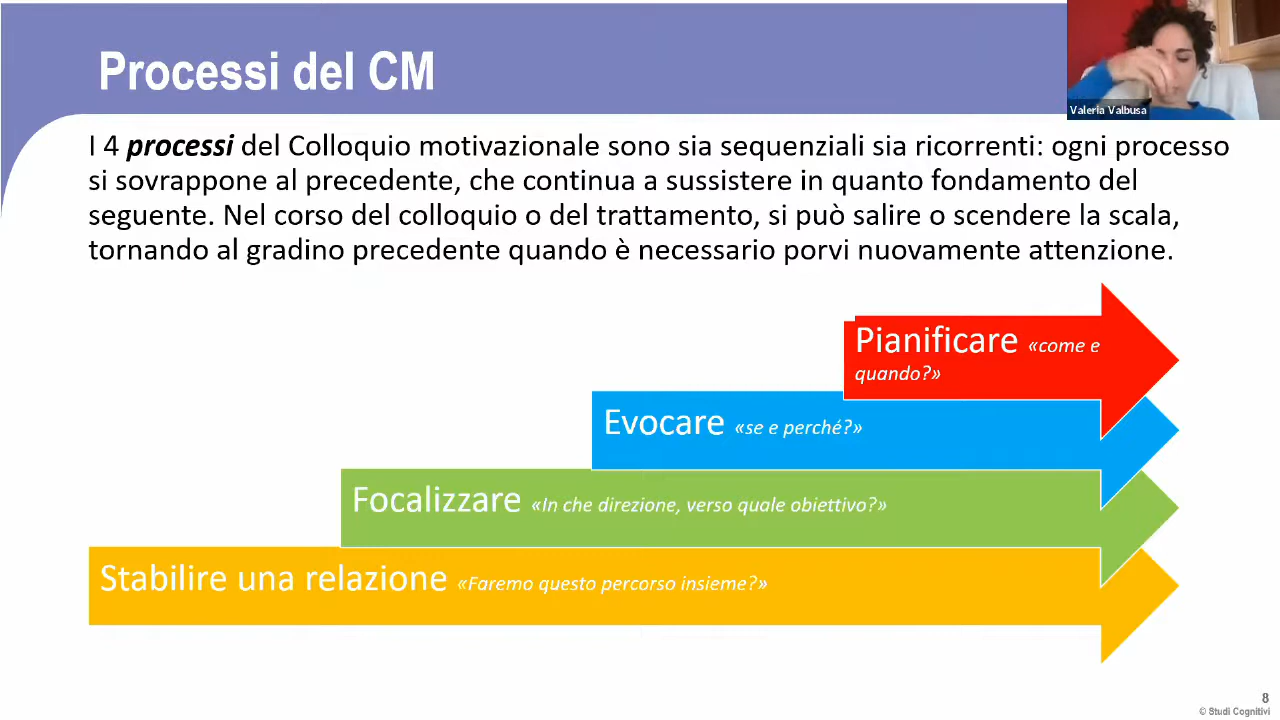 Processi del CM
Valeria Valbusa
I 4 processi del Colloquio motivazionale sono sia sequenziali sia ricorrenti: ogni processo
si sovrappone al precedente, che continua a sussistere in quanto fondamento del
seguente. Nel corso del colloquio o del trattamento, si può salire o scendere la scala,
tornando al gradino precedente quando è necessario porvi nuovamente attenzione.
Pianificare «come e
quando?»
Evocare «se e perché?»
Focalizzare «In che direzione, verso quale obiettivo?»
Stabilire una relazione «Faremo questo percorso insieme?»
8
© Studi Cognitivi